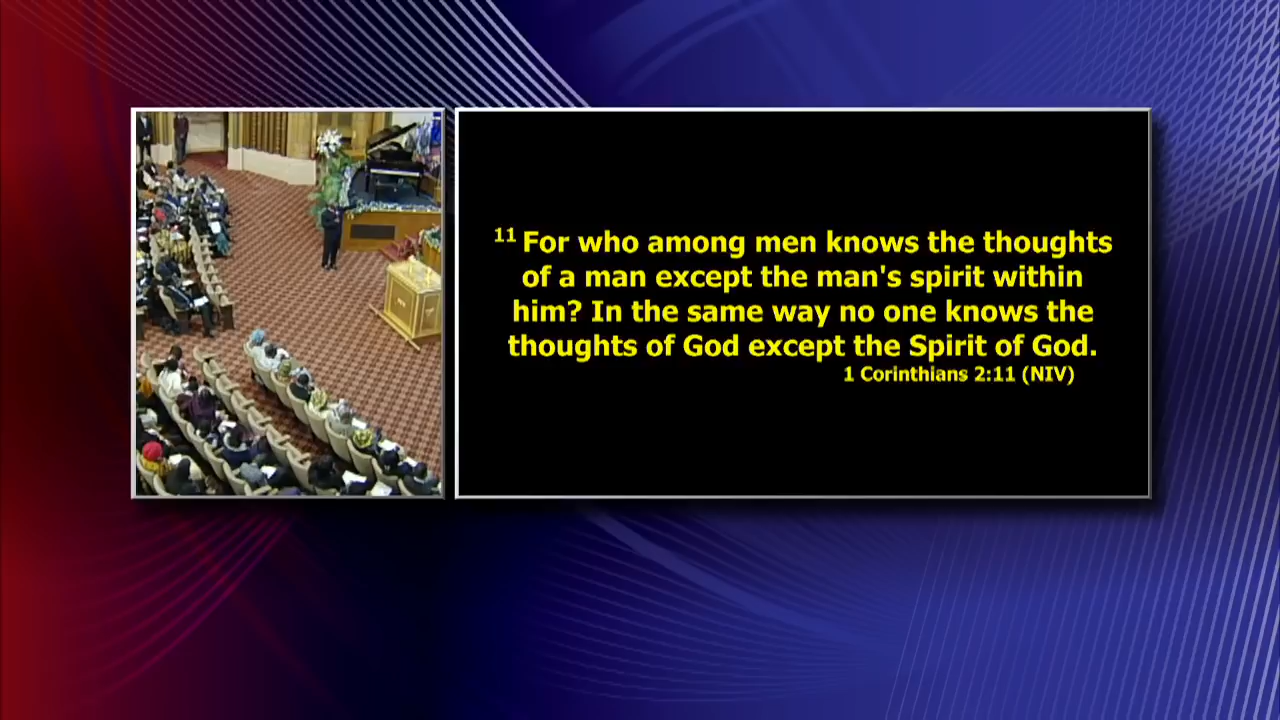 11 For who among men knows the thoughts
of a man except the man's spirit within
him? In the same way no one knows the
thoughts of God except the Spirit of God.
1 Corinthians 2:11 (NIV)